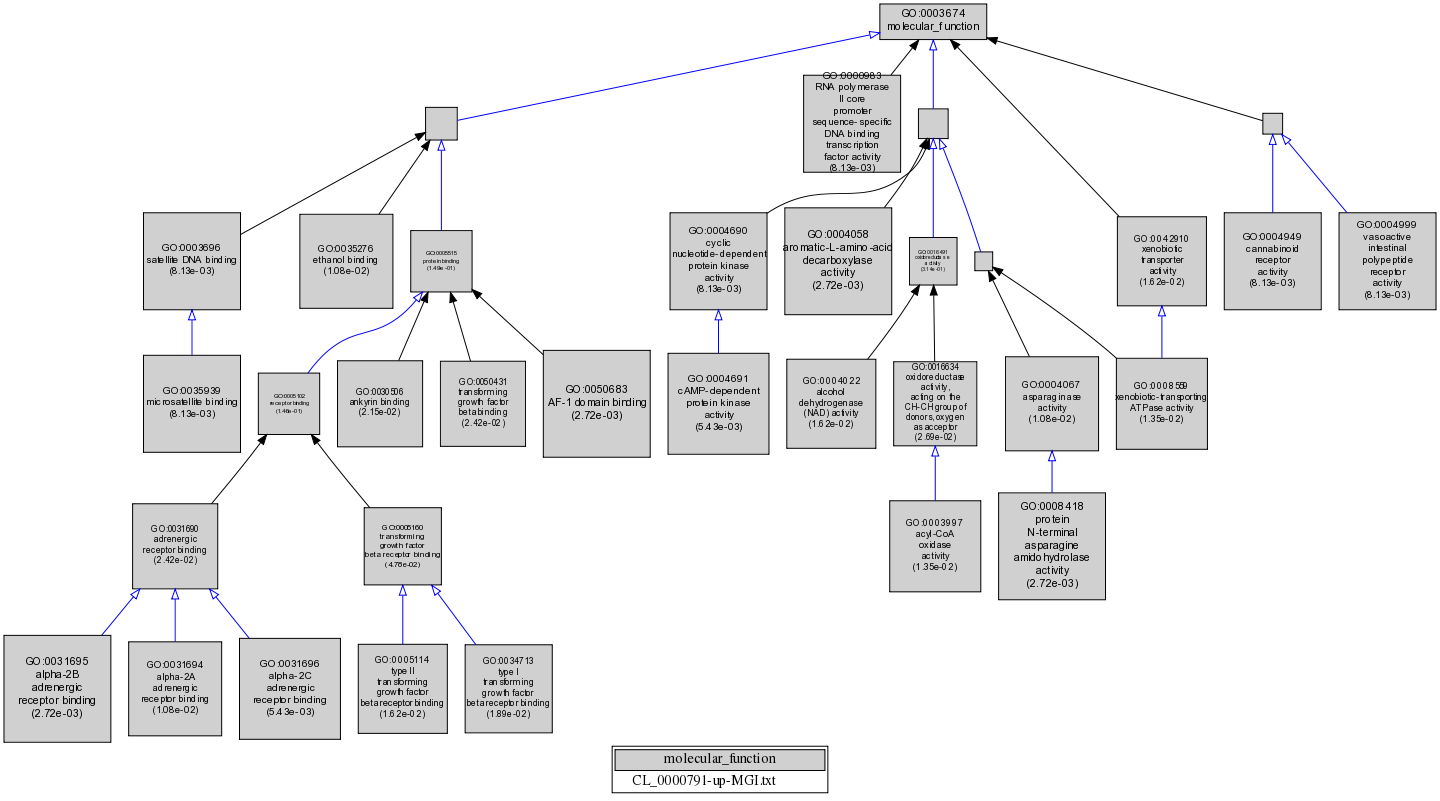 GO:0003674
molecular_function
GO:0000983
RNA polymerase
II core
promoter
sequence- specific
DNA binding
transcription
factor activity
(8.13e-03)
GO:0003696
satellite DNA binding
(8.13e-03)
GO:0035276
ethanol binding
(1.08e-02)
GO:0005515
protein binding
(1.49e-01)
GO:0004690
cyclic
nucleotide-dependent
protein kinase
activity
(8.13e-03)
GO:0004058
aromatic-L-amino-acid
decarboxylase
activity
(2.72e-03)
GO:0016491
oxidoreductase
activity
(3.14e-01)
GO:0042910
xenobiotic
transporter
activity
(1.62e-02)
GO:0004949
cannabinoid
receptor
activity
(8.13e-03)
GO:0004999
vasoactive
intestinal
polypeptide
receptor
activity
(8.13e-03)
GO:0035939
microsatellite binding
(8.13e-03)
GO:0005102
receptor binding
(1.46e-01)
GO:0030506
ankyrin binding
(2.15e-02)
GO:0050431
transforming
growth factor
beta binding
(2.42e-02)
GO:0050683
AF-1 domain binding
(2.72e-03)
GO:0004691
cAMP-dependent
protein kinase
activity
(5.43e-03)
GO:0004022
alcohol
dehydrogenase
(NAD) activity
(1.62e-02)
GO:0016634
oxidoreductase
activity,
acting on the
CH-CH group of
donors, oxygen
as acceptor
(2.69e-02)
GO:0004067
asparaginase
activity
(1.08e-02)
GO:0008559
xenobiotic-transporting
ATPase activity
(1.35e-02)
GO:0031690
adrenergic
receptor binding
(2.42e-02)
GO:0005160
transforming
growth factor
beta receptor binding
(4.76e-02)
GO:0003997
acyl-CoA
oxidase
activity
(1.35e-02)
GO:0008418
protein
N-terminal
asparagine
amidohydrolase
activity
(2.72e-03)
GO:0031695
alpha-2B
adrenergic
receptor binding
(2.72e-03)
GO:0031694
alpha-2A
adrenergic
receptor binding
(1.08e-02)
GO:0031696
alpha-2C
adrenergic
receptor binding
(5.43e-03)
GO:0005114
type II
transforming
growth factor
beta receptor binding
(1.62e-02)
GO:0034713
type I
transforming
growth factor
beta receptor binding
(1.89e-02)
molecular_function
CL_0000791-up-MGI.txt